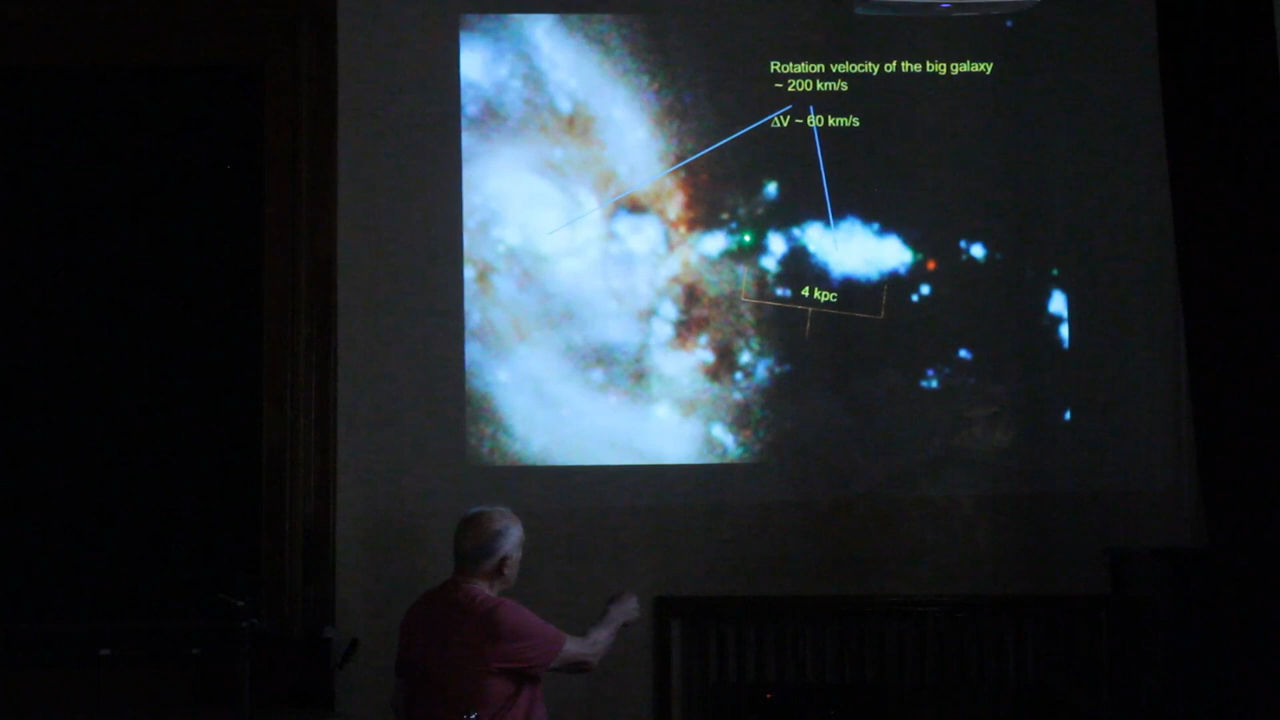 Rotation velocity of the big galaxy
~ 200 km/s
ΔV ~ 60 km/s
4 kpc